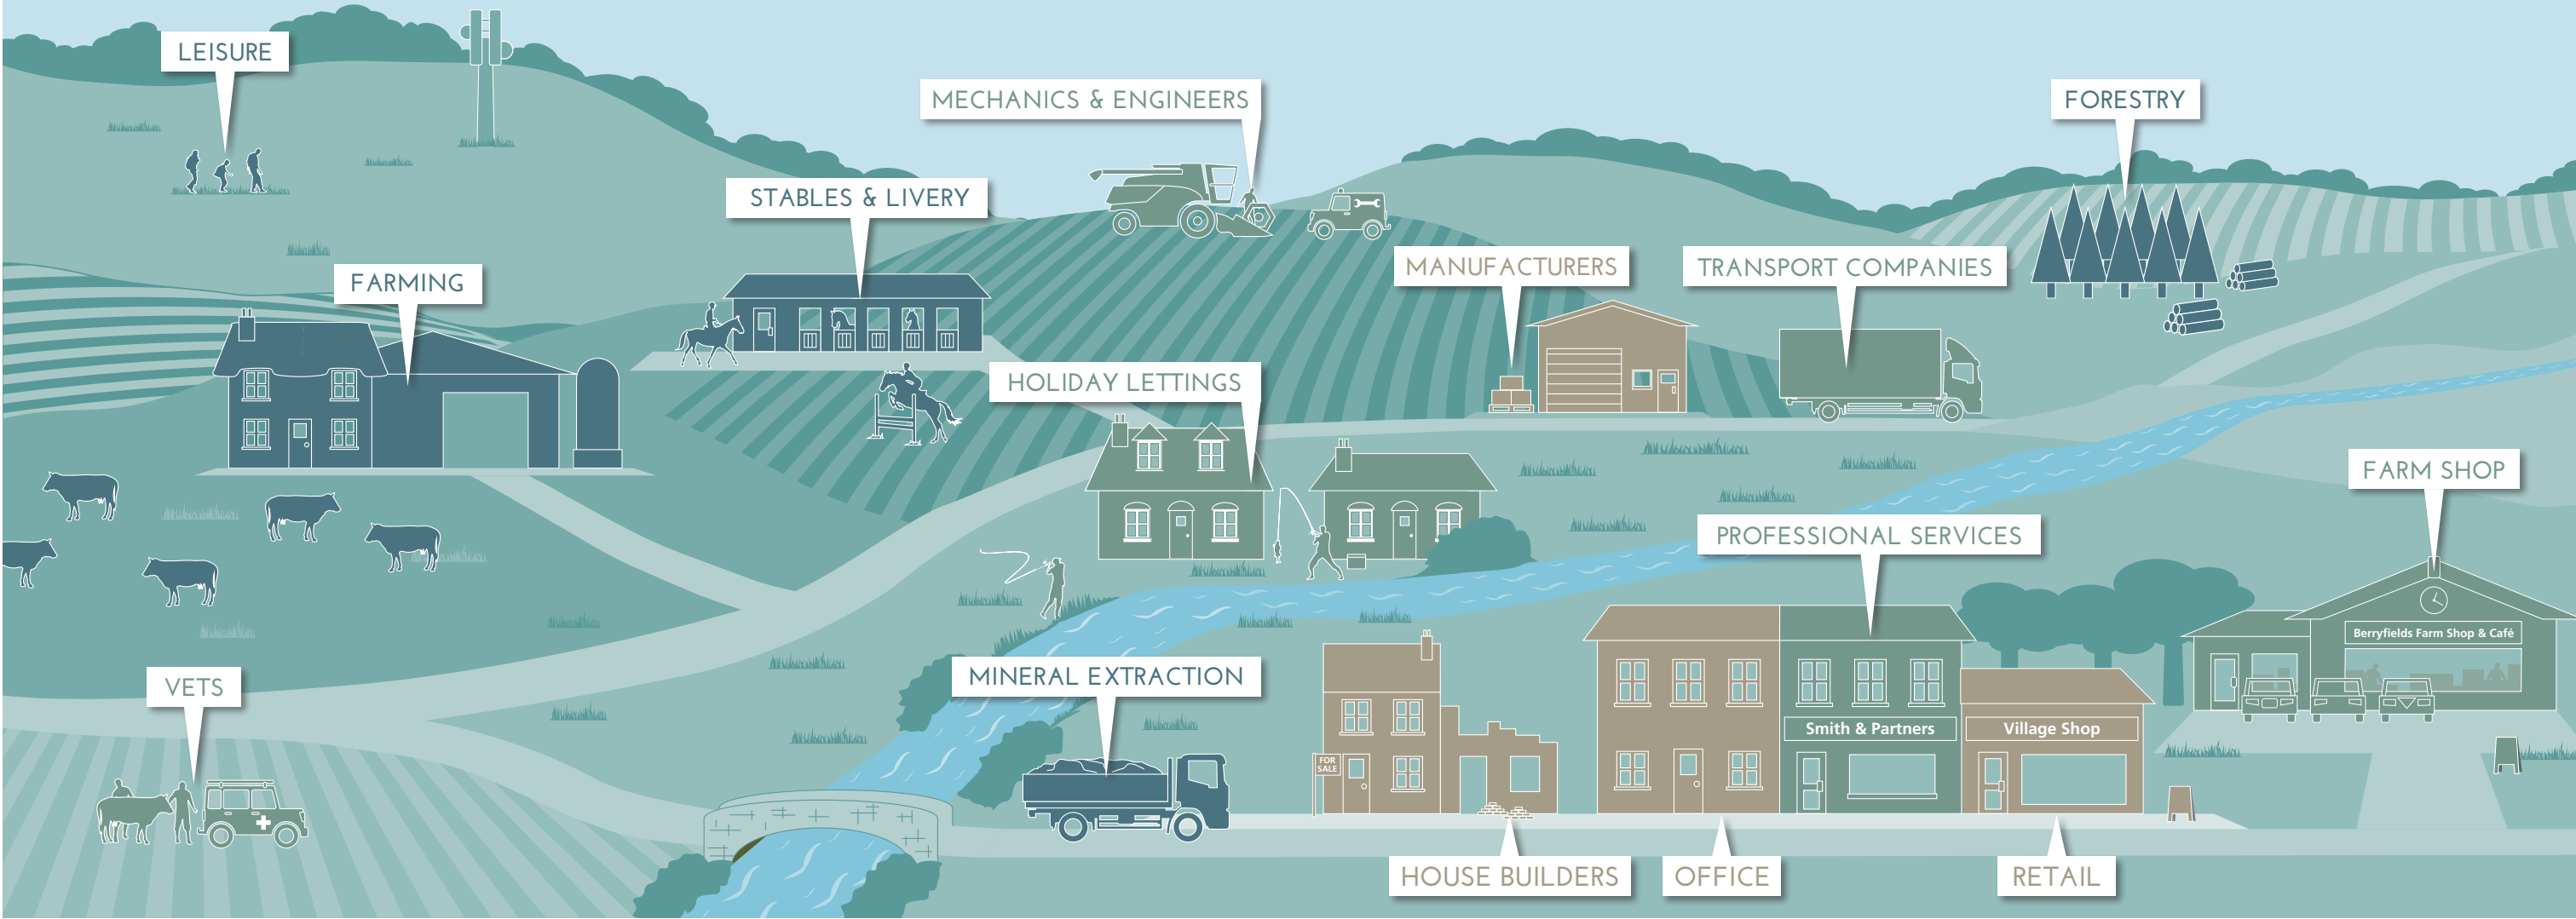 LEISURE
MECHANICS & ENGINEERS
FORESTRY
STABLES & LIVERY
FARMING
MANUFACTURERS
TRANSPORT COMPANIES
HOLIDAY LETTINGS
FARM SHOP
PROFESSIONAL SERVICES
Berryfields Farm Shop & Café
MINERAL EXTRACTION
VETS
Smith & Partners
Village Shop
FOR
SALE
HOUSE BUILDERS
OFFICE
RETAIL